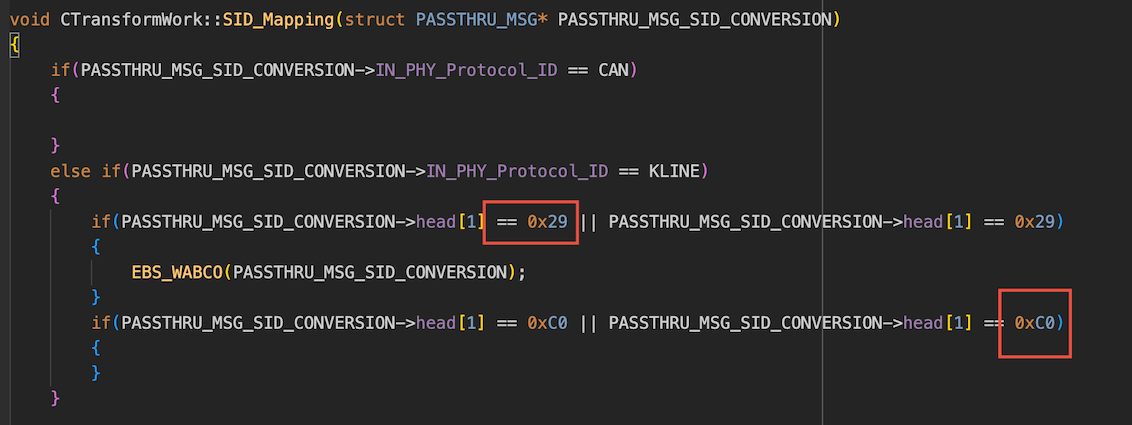 void CTransformWork::SID_Mapping(struct PASSTHRU_MSG* PASSTHRU_MSG_SID_CONVERSION)
{
if(PASSTHRU_MSG_SID_CONVERSION->IN_PHY_Protocol_ID == CAN)
{
}
else if(PASSTHRU_MSG_SID_CONVERSION->IN_PHY_Protocol_ID == KLINE)
{
if(PASSTHRU_MSG_SID_CONVERSION->head[1] == 0x29 || PASSTHRU_MSG_SID_CONVERSION->head[1] == 0x29)
{
EBS_WABCO(PASSTHRU_MSG_SID_CONVERSION);
}
if(PASSTHRU_MSG_SID_CONVERSION->head[1] == 0xC0 || PASSTHRU_MSG_SID_CONVERSION->head[1] == 0xC0)
{
}
}